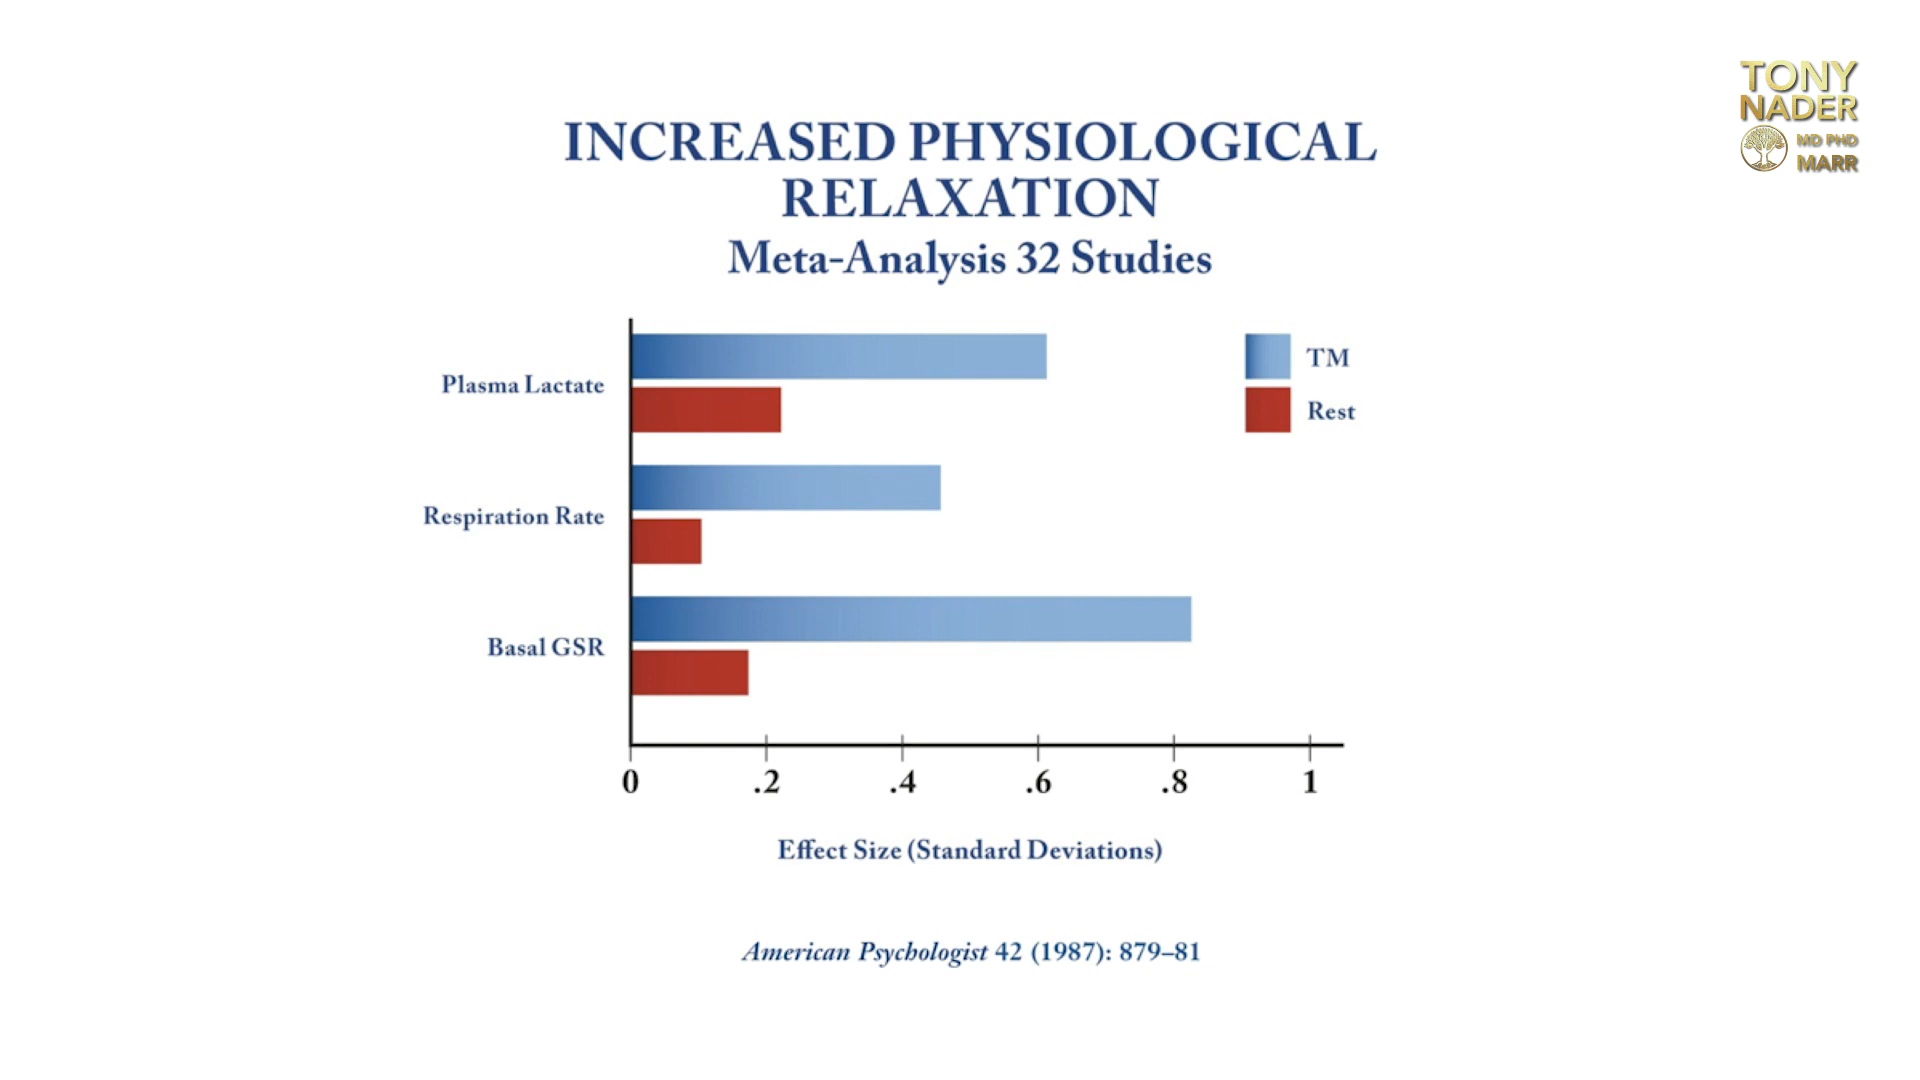 TONY
NADER
MD PHD
MARR
INCREASED PHYSIOLOGICAL
RELAXATION
Meta-Analysis 32 Studies
Plasma Lactate
Respiration Rate
Basal GSR
TM
Rest
0 .2 .4 .6 .8 1
Effect Size (Standard Deviations)
American Psychologist 42 (1987): 879–81